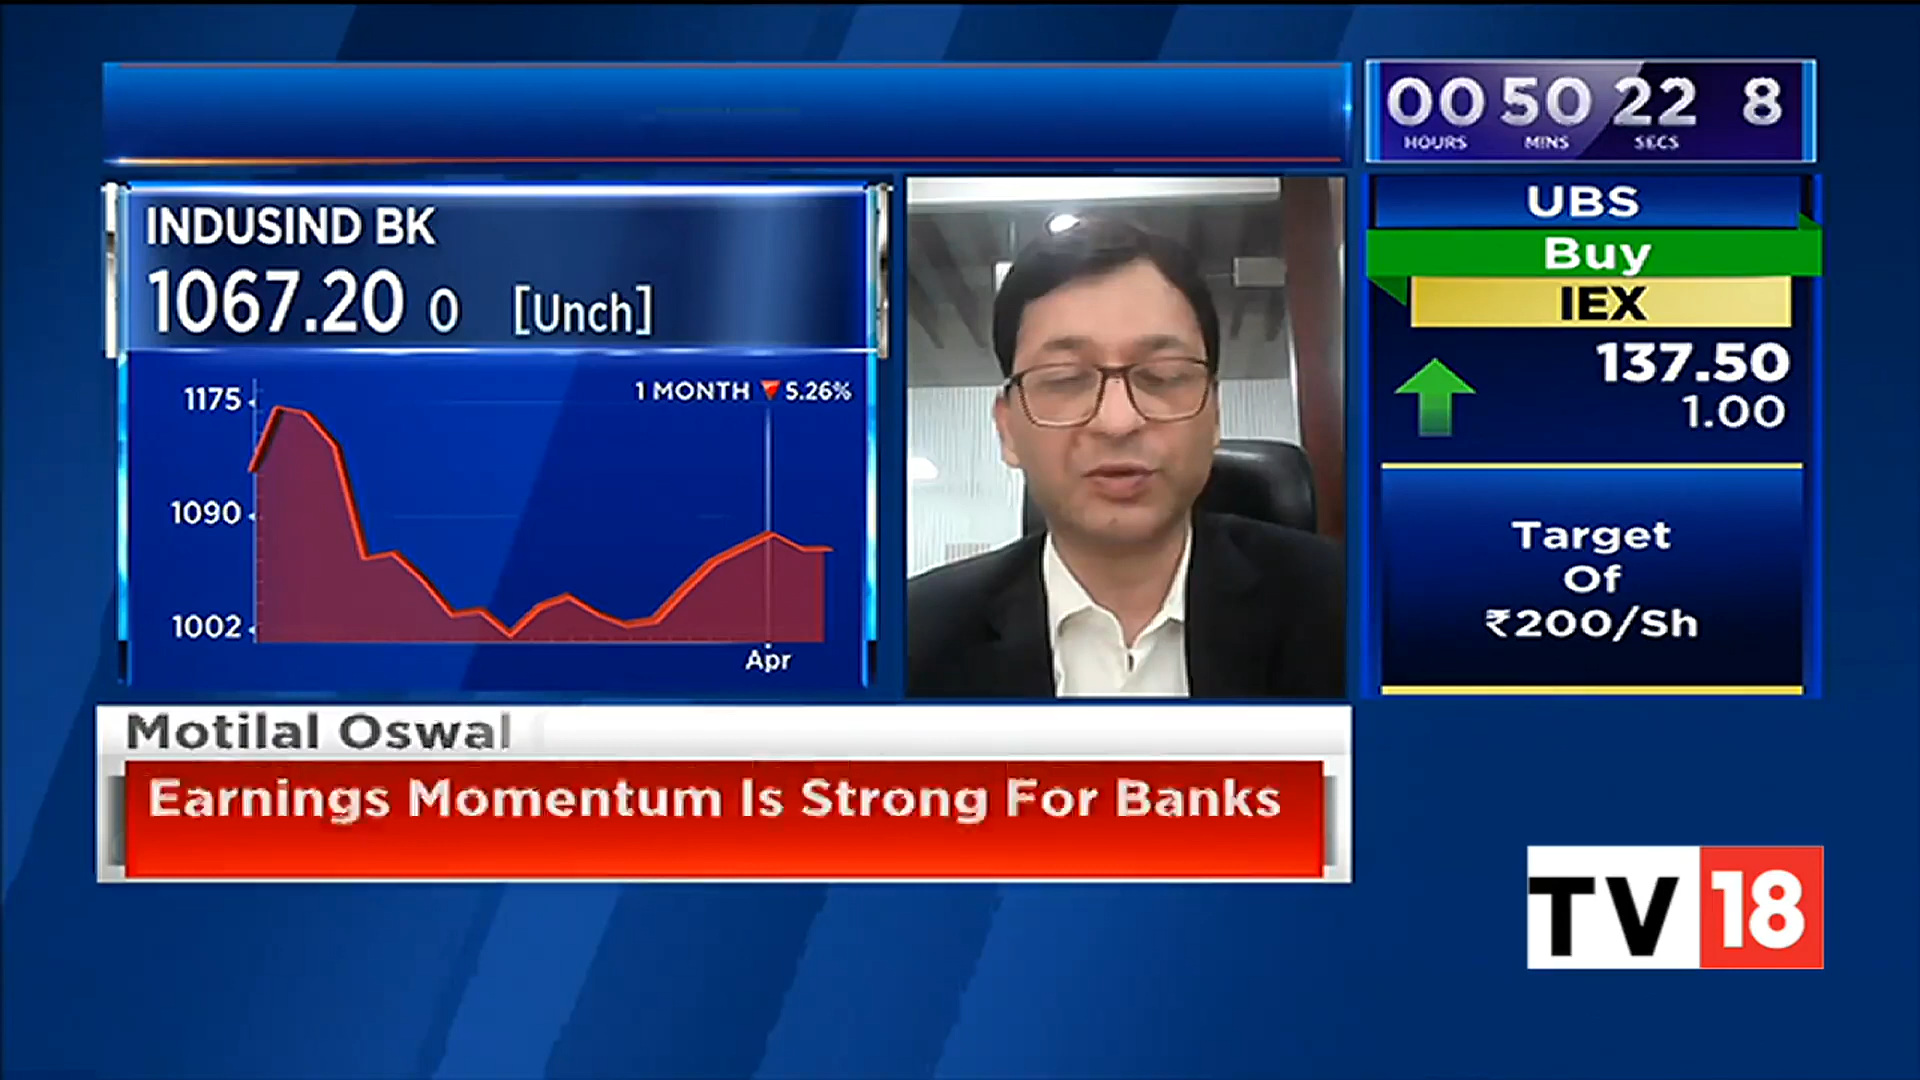 00 50 22 8
HOURS MINS SECS
INDUSIND BK
1067.20 0 [Unch]
1 MONTH ▼ 5.26%
1175
1090
1002
Apr
UBS
Buy
IEX
137.50
1.00
Target
Of
₹200/Sh
Motilal Oswal
Earnings Momentum Is Strong For Banks
TV18